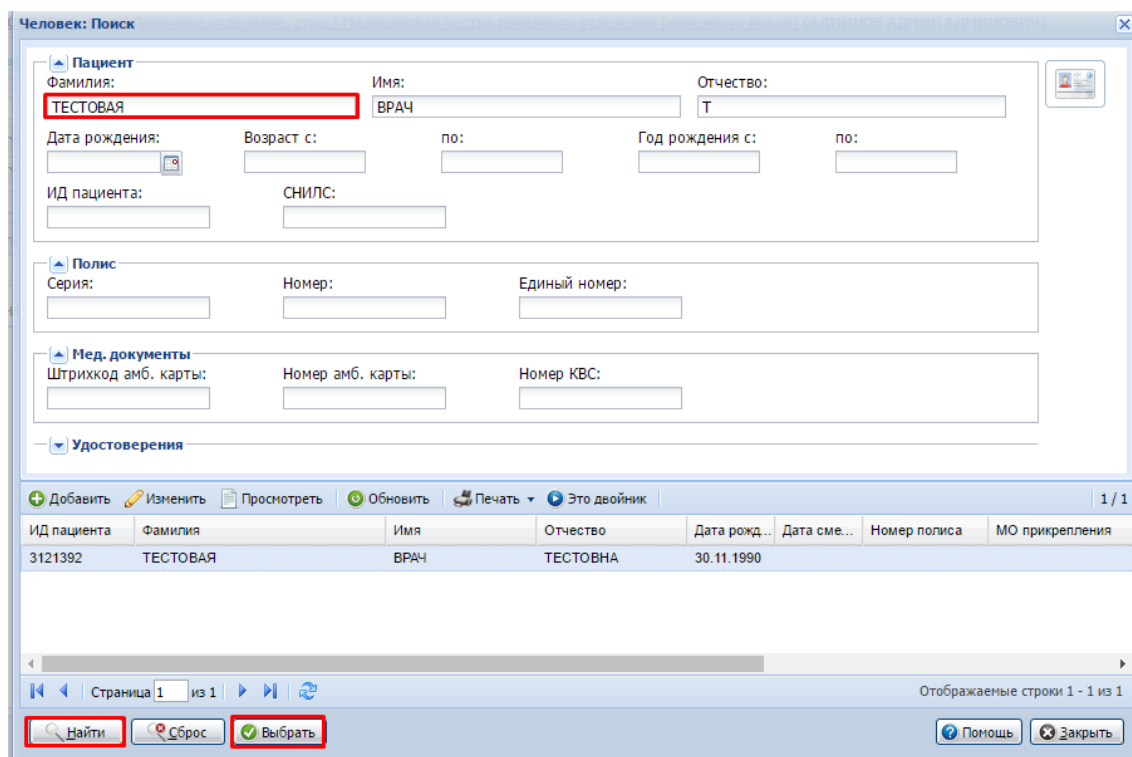 Человек: Поиск
Пациент
Фамилия: Имя: Отчество:
ТЕСТОВАЯ ВРАЧ Т
Дата рождения: Возраст с: по: Год рождения с: по:
ИД пациента: СНИЛС:
Полис
Серия: Номер: Единый номер:
Мед. документы
Штрихкод амб. карты: Номер амб. карты: Номер КВС:
Удостоверения
Добавить Изменить Просмотреть Обновить Печать Это двойник 1 / 1
ИД пациента Фамилия Имя Отчество Дата рожд... Дата сме... Номер полиса МО прикрепления
3121392 ТЕСТОВАЯ ВРАЧ ТЕСТОВНА 30.11.1990
Страница 1 из 1 Отображаемые строки 1 - 1 из 1
Найти Сброс Выбрать Помощь Закрыть